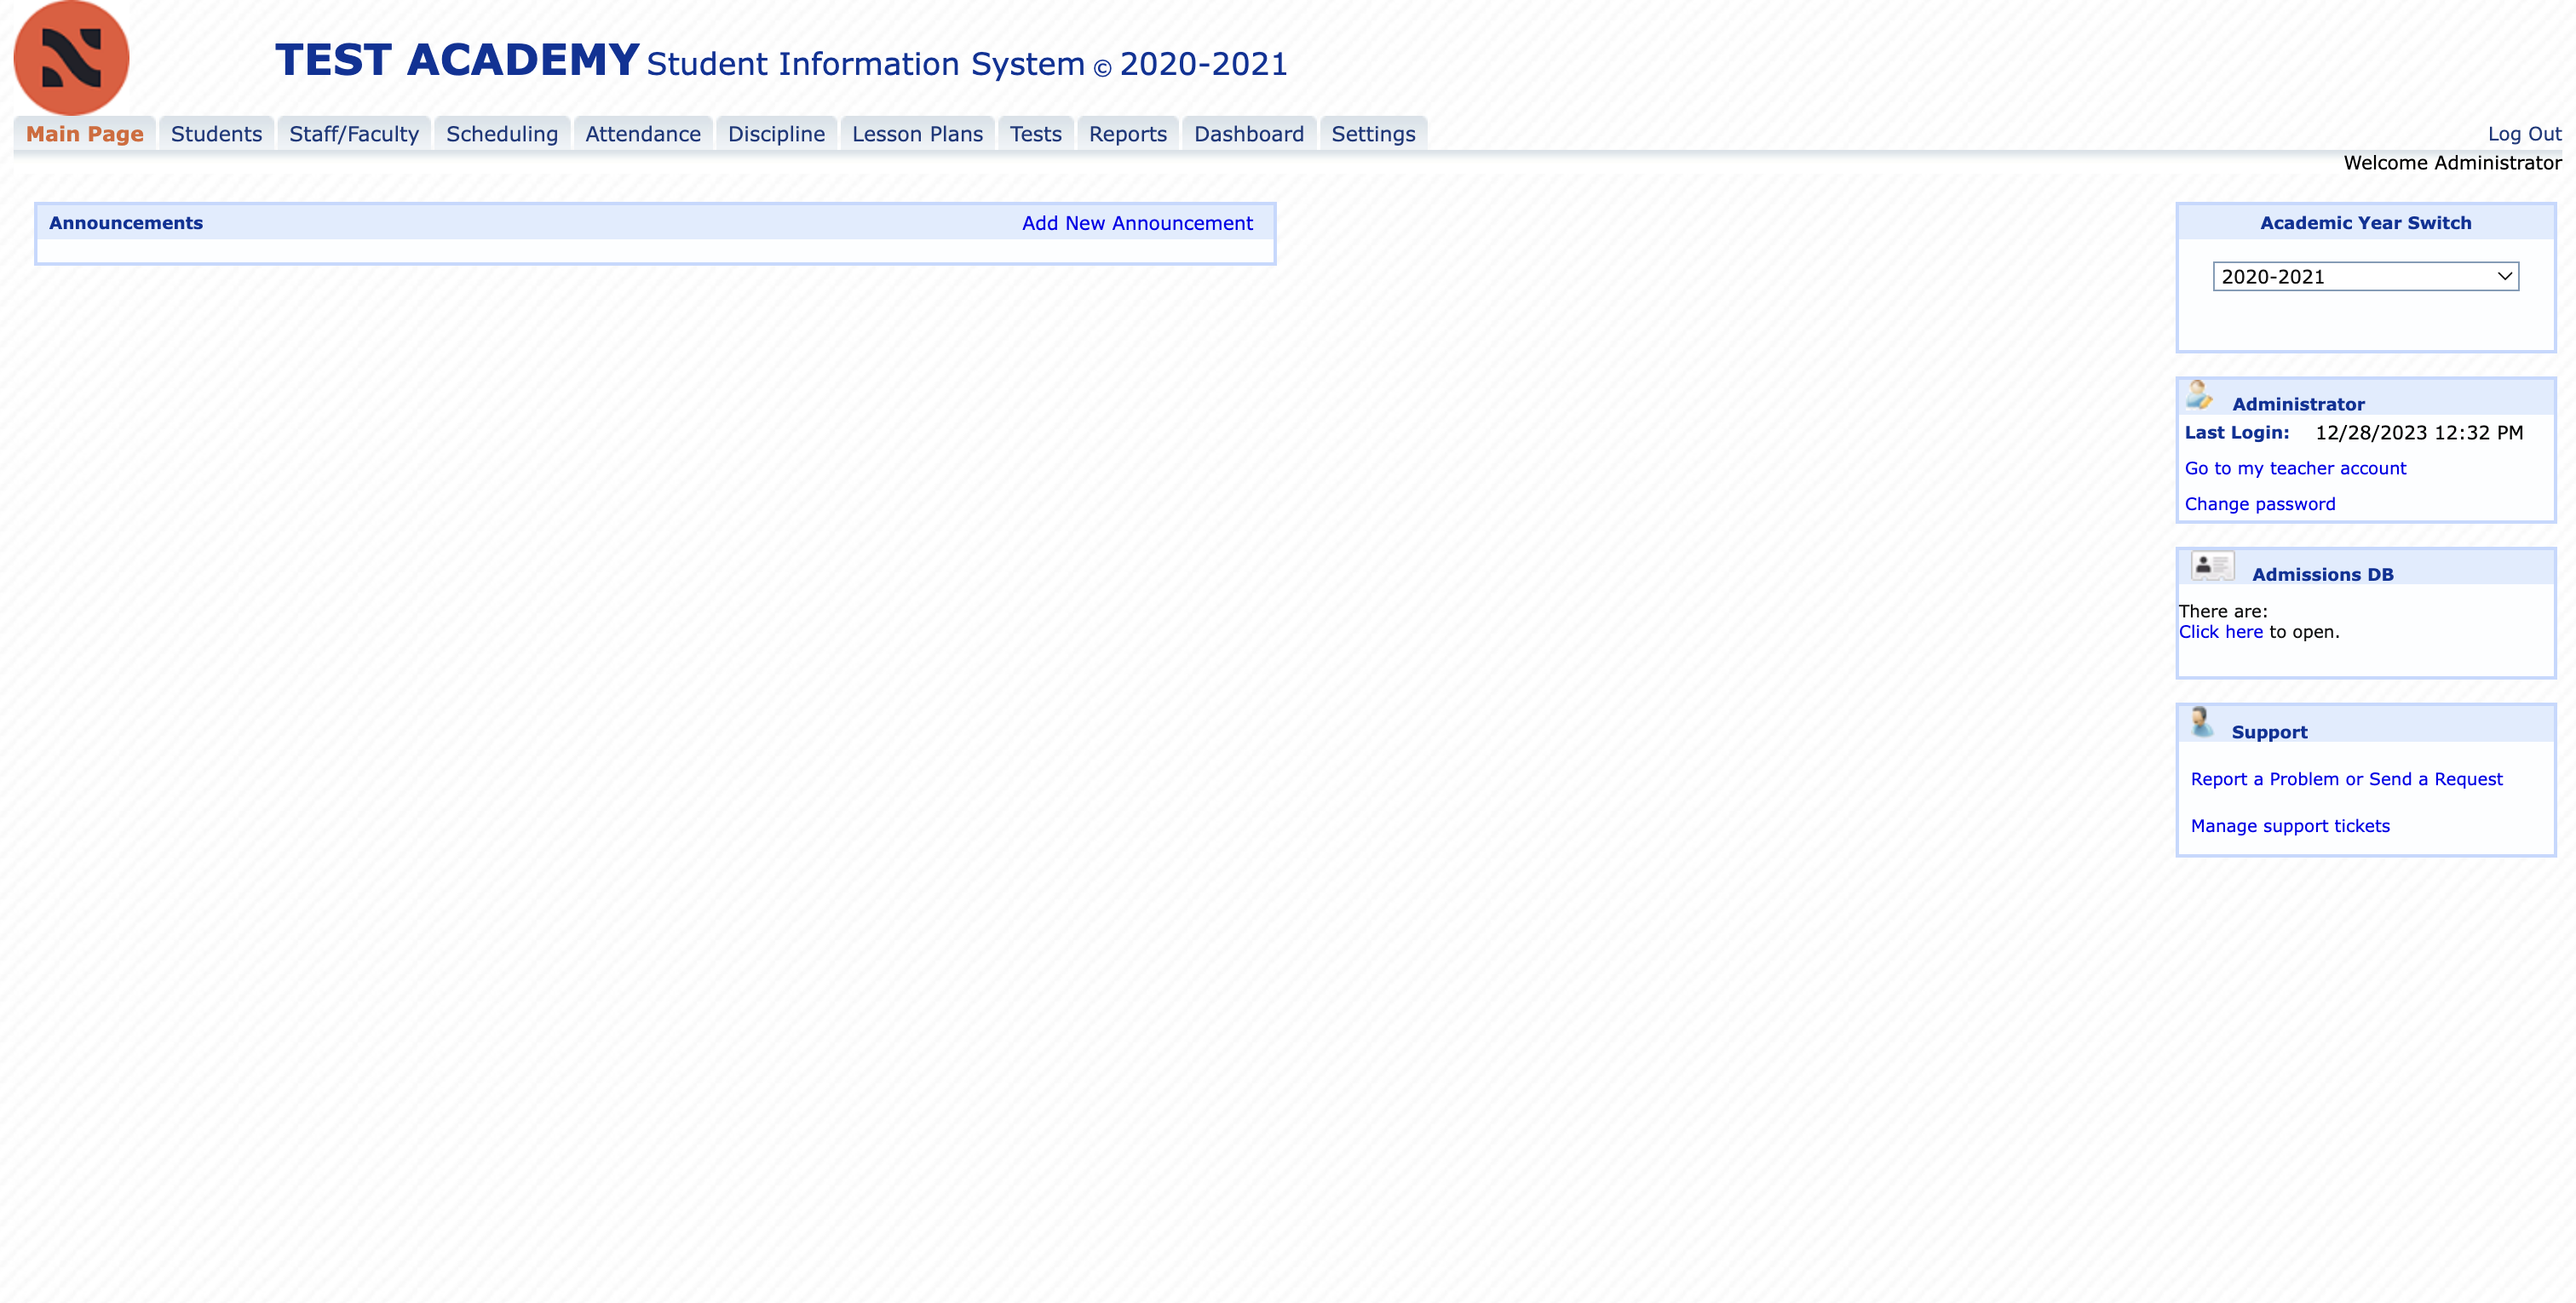 TEST ACADEMY Student Information System © 2020-2021
Main Page Students Staff/Faculty Scheduling Attendance Discipline Lesson Plans Tests Reports Dashboard Settings Log Out
Welcome Administrator
Announcements Add New Announcement
Academic Year Switch
2020-2021
Administrator
Last Login: 12/28/2023 12:32 PM
Go to my teacher account
Change password
Admissions DB
There are:
Click here to open.
Support
Report a Problem or Send a Request
Manage support tickets